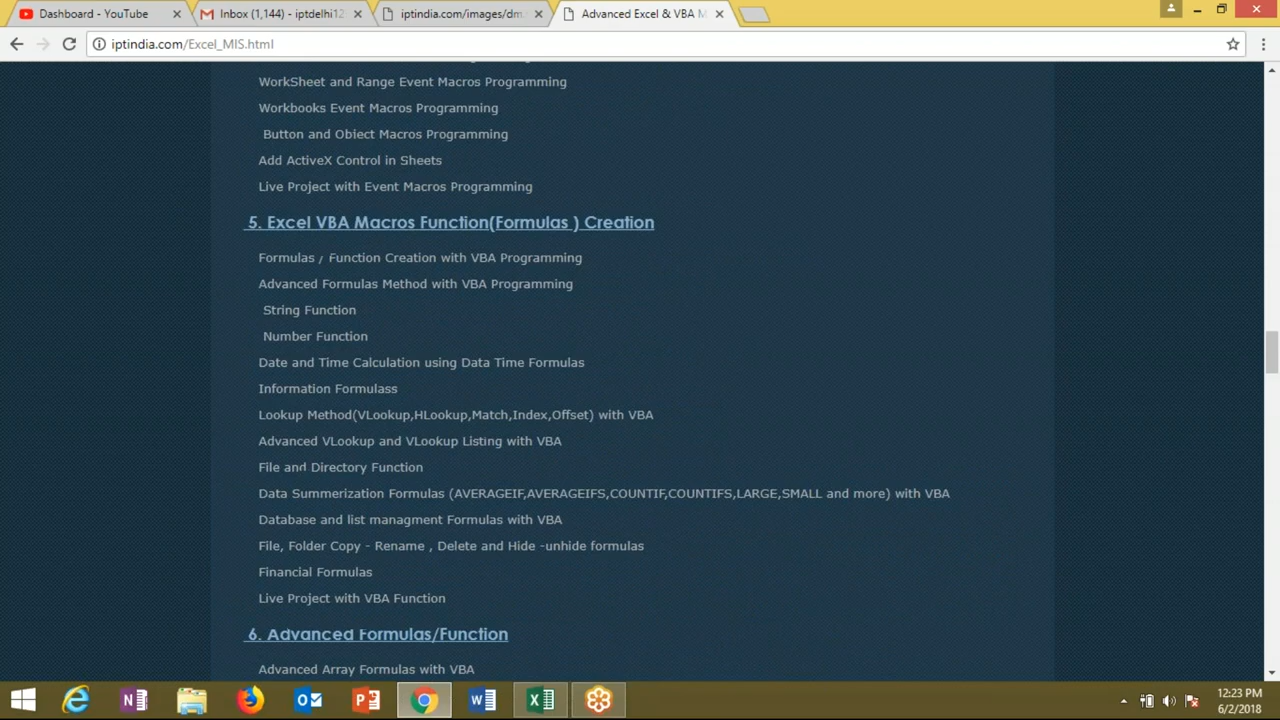 Dashboard - YouTube
Inbox (1,144) - iptdelhi12
iptindia.com/images/dm
Advanced Excel & VBA M
iptindia.com/Excel_MIS.html
WorkSheet and Range Event Macros Programming
Workbooks Event Macros Programming
Button and Object Macros Programming
Add ActiveX Control in Sheets
Live Project with Event Macros Programming
5. Excel VBA Macros Function(Formulas ) Creation
Formulas / Function Creation with VBA Programming
Advanced Formulas Method with VBA Programming
String Function
Number Function
Date and Time Calculation using Data Time Formulas
Information Formulass
Lookup Method(VLookup,HLookup,Match,Index,Offset) with VBA
Advanced VLookup and VLookup Listing with VBA
File and Directory Function
Data Summerization Formulas (AVERAGEIF,AVERAGEIFS,COUNTIF,COUNTIFS,LARGE,SMALL and more) with VBA
Database and list managment Formulas with VBA
File, Folder Copy - Rename , Delete and Hide -unhide formulas
Financial Formulas
Live Project with VBA Function
6. Advanced Formulas/Function
Advanced Array Formulas with VBA
12:23 PM
6/2/2018